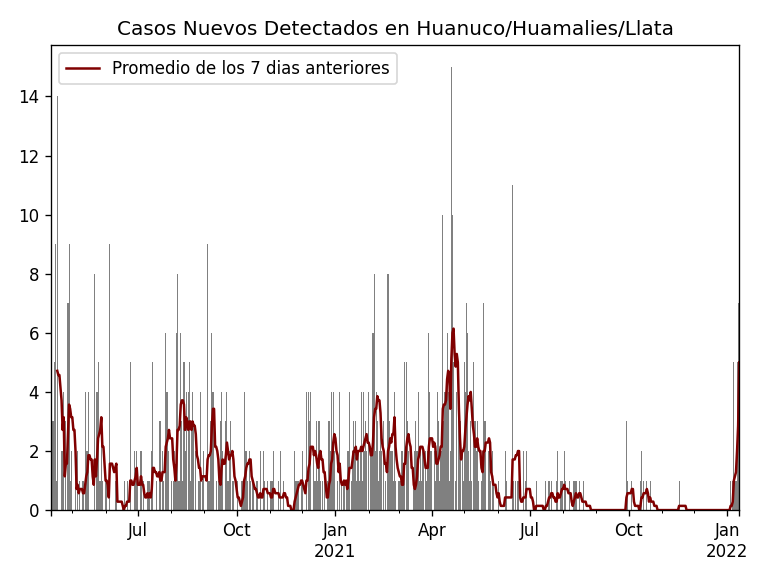 Casos Nuevos Detectados en Huanuco/Huamalies/Llata
Promedio de los 7 dias anteriores
14
12
10
8
6
4
2
0
Jul
Oct
Jan
2021
Apr
Jul
Oct
Jan
2022